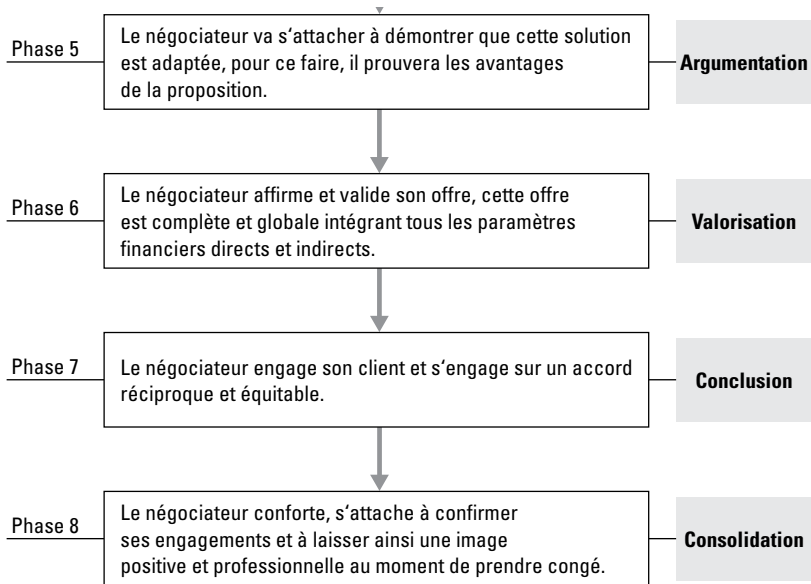 Phase 5
Le négociateur va s‘attacher à démontrer que cette solution
est adaptée, pour ce faire, il prouvera les avantages
de la proposition.
Argumentation
Phase 6
Le négociateur affirme et valide son offre, cette offre
est complète et globale intégrant tous les paramètres
financiers directs et indirects.
Valorisation
Phase 7
Le négociateur engage son client et s‘engage sur un accord
réciproque et équitable.
Conclusion
Phase 8
Le négociateur conforte, s‘attache à confirmer
ses engagements et à laisser ainsi une image
positive et professionnelle au moment de prendre congé.
Consolidation